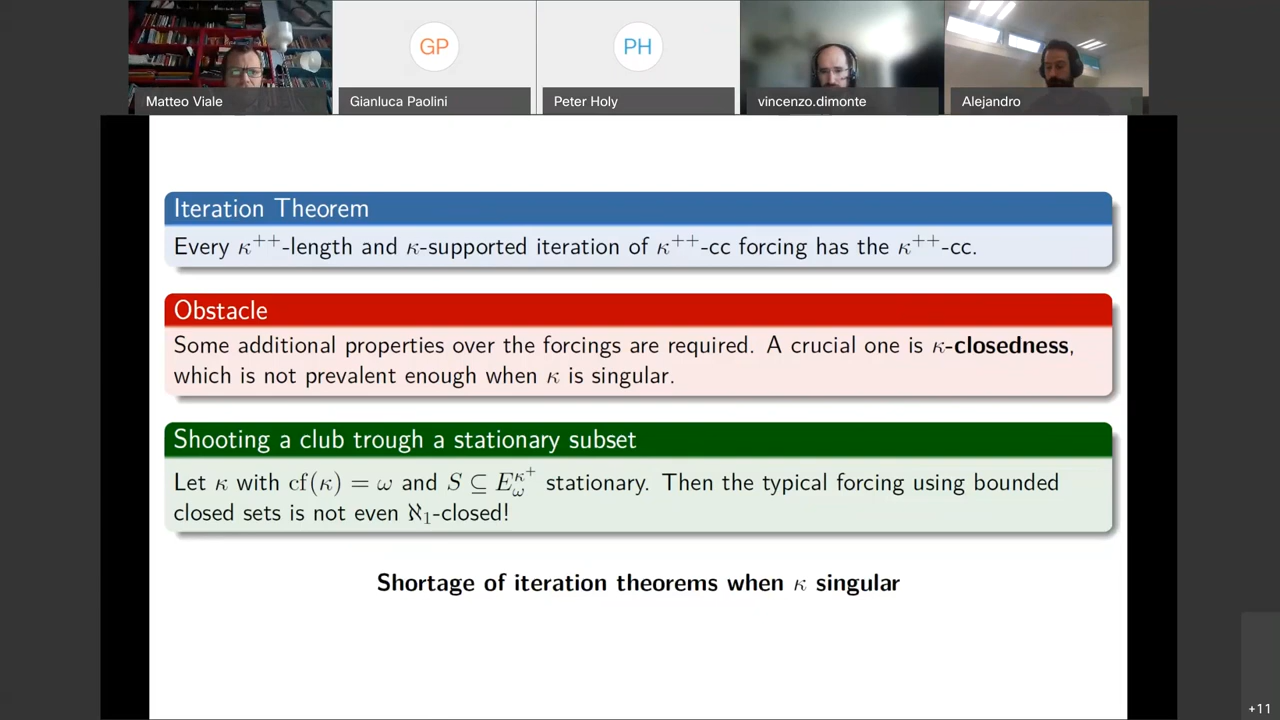 Matteo Viale
GP
Gianluca Paolini
PH
Peter Holy
vincenzo.dimonte
Alejandro
Iteration Theorem
Every κ⁺⁺-length and κ-supported iteration of κ⁺⁺-cc forcing has the κ⁺⁺-cc.
Obstacle
Some additional properties over the forcings are required. A crucial one is κ-closedness,
which is not prevalent enough when κ is singular.
Shooting a club trough a stationary subset
Let κ with cf(κ) = ω and S ⊆ E_ω^{κ⁺} stationary. Then the typical forcing using bounded
closed sets is not even ℵ₁-closed!
Shortage of iteration theorems when κ singular
+11